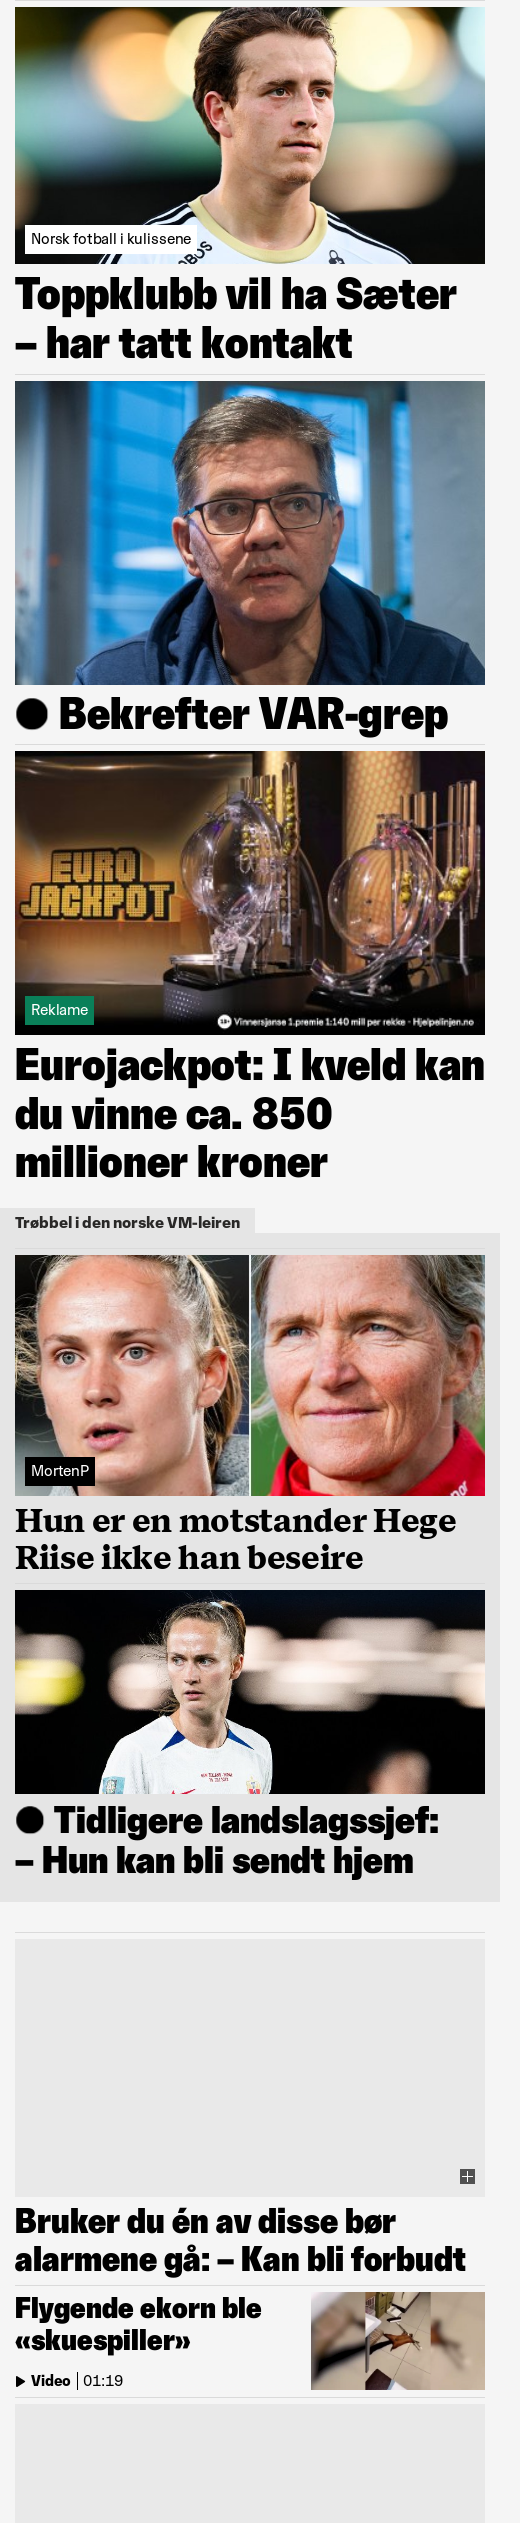 OBOS
Norsk fotball i kulissene
Toppklubb vil ha Sæter
– har tatt kontakt
Bekrefter VAR-grep
EURO
JACKPOT
Reklame
18+ Vinnersjanse 1.premie 1:140 mill per rekke - Hjelpelinjen.no
Eurojackpot: I kveld kan
du vinne ca. 850
millioner kroner
Trøbbel i den norske VM-leiren
MortenP
Hun er en motstander Hege
Riise ikke han beseire
Tidligere landslagssjef:
– Hun kan bli sendt hjem
Bruker du én av disse bør
alarmene gå: – Kan bli forbudt
Flygende ekorn ble
«skuespiller»
Video | 01:19